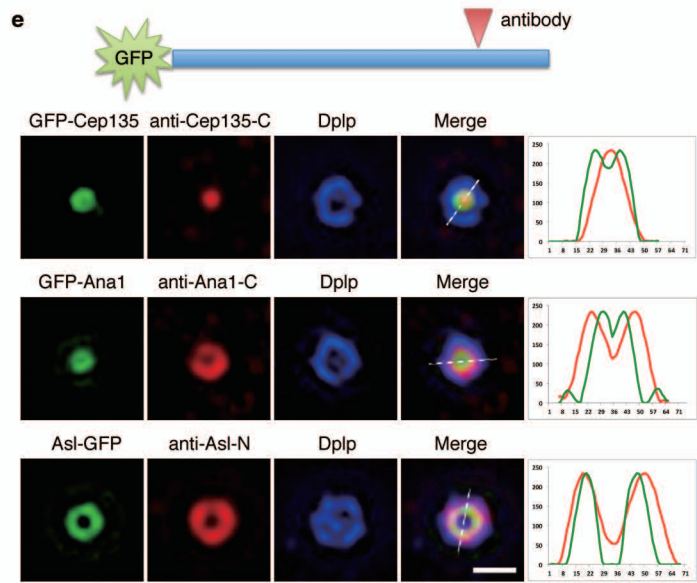 e
antibody
GFP
GFP-Cep135 anti-Cep135-C Dplp Merge
250
200
150
100
50
0
1 8 15 22 29 36 43 50 57 64 71
GFP-Ana1 anti-Ana1-C Dplp Merge
250
200
150
100
50
0
1 8 15 22 29 36 43 50 57 64 71
Asl-GFP anti-Asl-N Dplp Merge
250
200
150
100
50
0
1 8 15 22 29 36 43 50 57 64 71